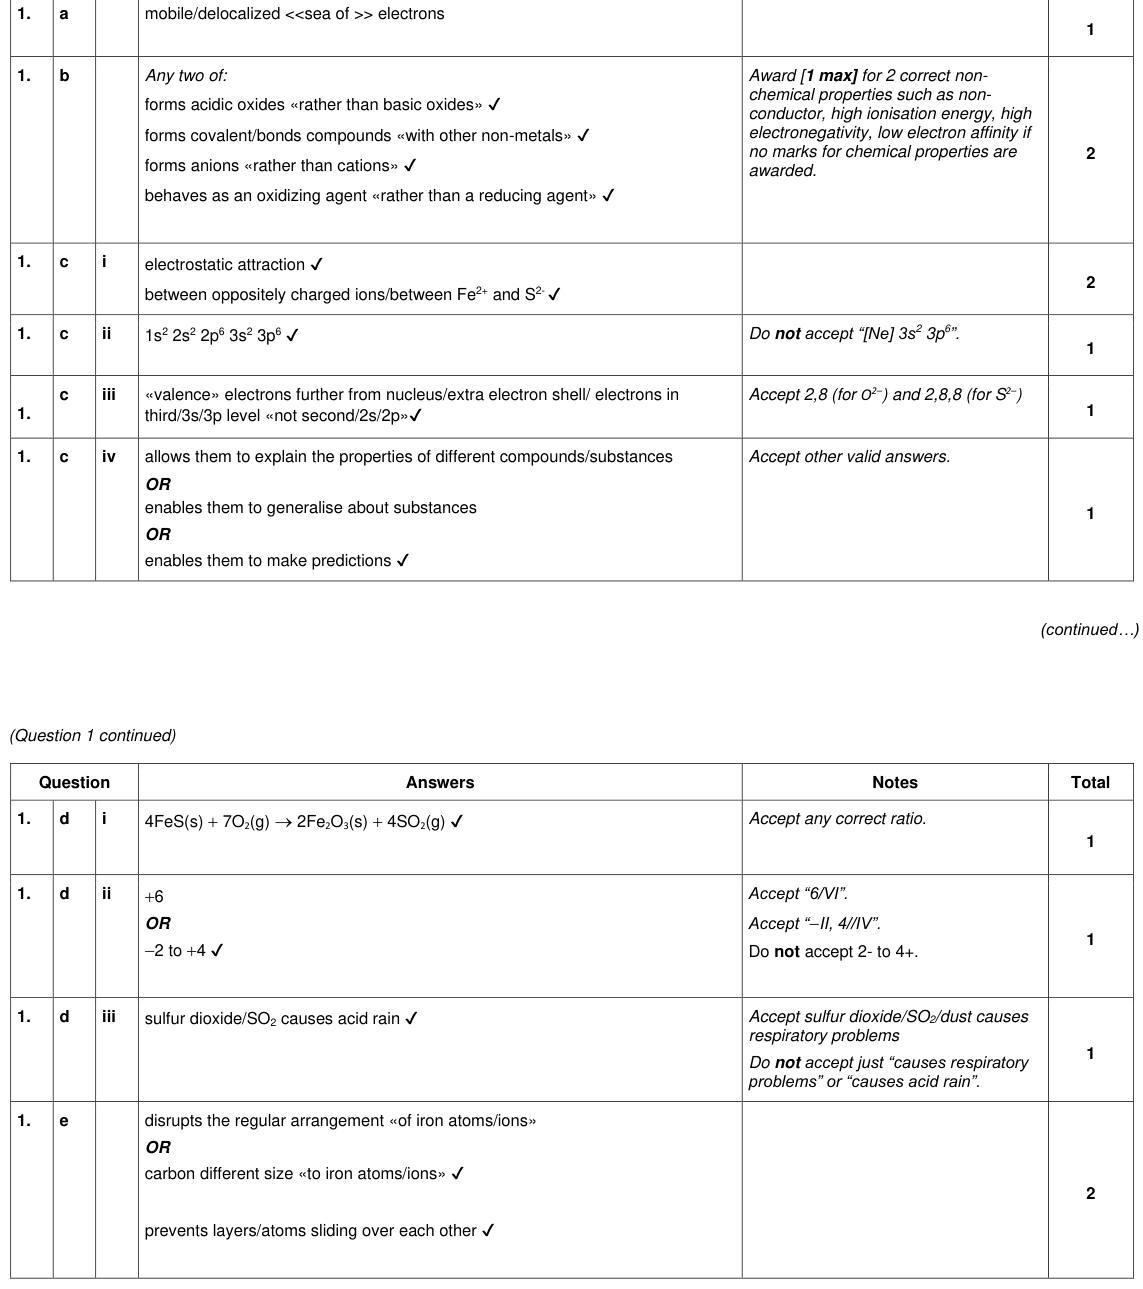 1. a mobile/delocalized <<sea of >> electrons 1
1. b Any two of:
forms acidic oxides «rather than basic oxides» ✓
forms covalent/bonds compounds «with other non-metals» ✓
forms anions «rather than cations» ✓
behaves as an oxidizing agent «rather than a reducing agent» ✓
Award [1 max] for 2 correct non-
chemical properties such as non-
conductor, high ionisation energy, high
electronegativity, low electron affinity if
no marks for chemical properties are
awarded.
2
1. c i electrostatic attraction ✓
between oppositely charged ions/between Fe²⁺ and S²⁻ ✓
2
1. c ii 1s² 2s² 2p⁶ 3s² 3p⁶ ✓ Do not accept “[Ne] 3s² 3p⁶”. 1
1. c iii «valence» electrons further from nucleus/extra electron shell/ electrons in
third/3s/3p level «not second/2s/2p»✓
Accept 2,8 (for O²⁻) and 2,8,8 (for S²⁻)
1
1. c iv allows them to explain the properties of different compounds/substances
OR
enables them to generalise about substances
OR
enables them to make predictions ✓
Accept other valid answers.
1
(continued…)
(Question 1 continued)
Question Answers Notes Total
1. d i 4FeS(s) + 7O₂(g) → 2Fe₂O₃(s) + 4SO₂(g) ✓ Accept any correct ratio. 1
1. d ii +6
OR
−2 to +4 ✓
Accept “6/VI”.
Accept “−II, 4//IV”.
Do not accept 2- to 4+.
1
1. d iii sulfur dioxide/SO₂ causes acid rain ✓
Accept sulfur dioxide/SO₂/dust causes
respiratory problems
Do not accept just “causes respiratory
problems” or “causes acid rain”.
1
1. e disrupts the regular arrangement «of iron atoms/ions»
OR
carbon different size «to iron atoms/ions» ✓
prevents layers/atoms sliding over each other ✓
2